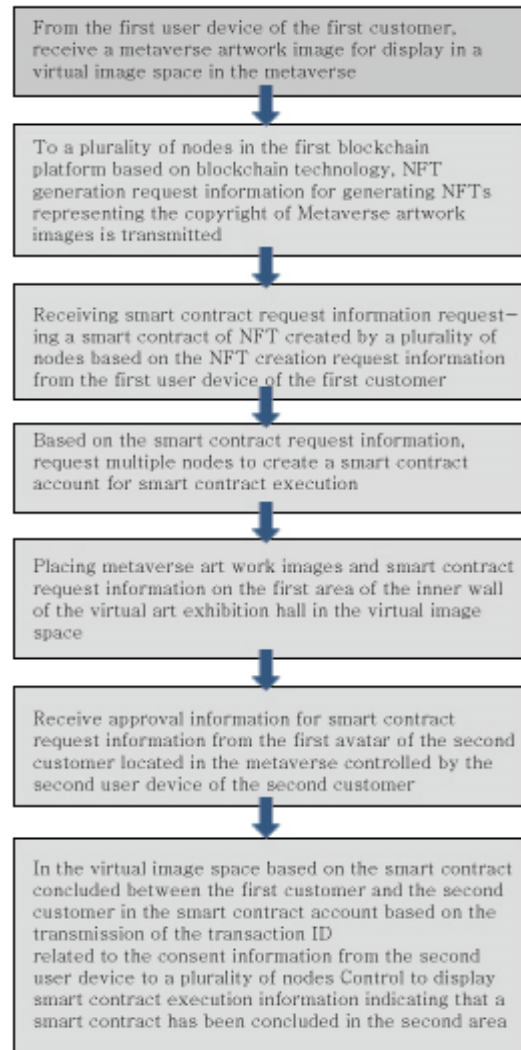 From the first user device of the first customer,
receive a metaverse artwork image for display in a
virtual image space in the metaverse
To a plurality of nodes in the first blockchain
platform based on blockchain technology, NFT
generation request information for generating NFTs
representing the copyright of Metaverse artwork
images is transmitted
Receiving smart contract request information request-
ing a smart contract of NFT created by a plurality of
nodes based on the NFT creation request information
from the first user device of the first customer
Based on the smart contract request information,
request multiple nodes to create a smart contract
account for smart contract execution
Placing metaverse art work images and smart contract
request information on the first area of the inner wall
of the virtual art exhibition hall in the virtual image
space
Receive approval information for smart contract
request information from the first avatar of the second
customer located in the metaverse controlled by the
second user device of the second customer
In the virtual image space based on the smart contract
concluded between the first customer and the second
customer in the smart contract account based on the
transmission of the transaction ID
related to the consent information from the second
user device to a plurality of nodes Control to display
smart contract execution information indicating that a
smart contract has been concluded in the second area